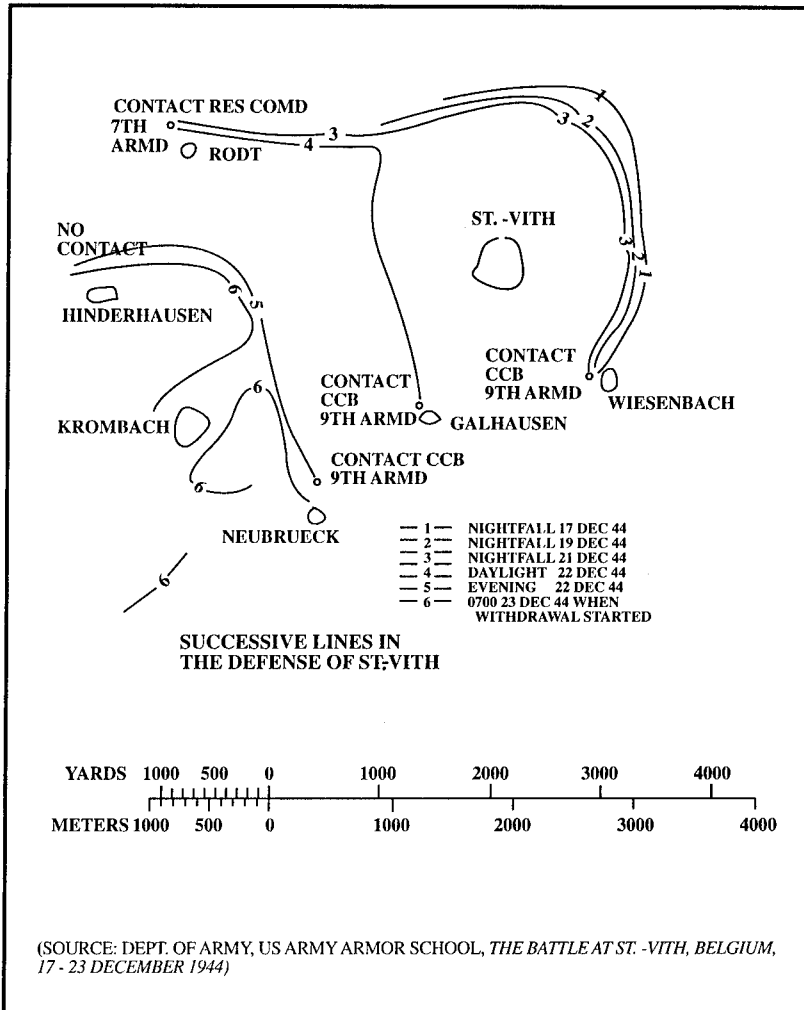 CONTACT RES COMD
7TH
ARMD
RODT
1
2
3
3
4
ST. -VITH
NO
CONTACT
3
2
1
6
5
HINDERHAUSEN
CONTACT
CCB
9TH ARMD
WIESENBACH
CONTACT
CCB
9TH ARMD
GALHAUSEN
6
KROMBACH
CONTACT CCB
9TH ARMD
6
NEUBRUECK
— 1 — NIGHTFALL 17 DEC 44
— 2 — NIGHTFALL 19 DEC 44
— 3 — NIGHTFALL 21 DEC 44
— 4 — DAYLIGHT 22 DEC 44
— 5 — EVENING 22 DEC 44
— 6 — 0700 23 DEC 44 WHEN
WITHDRAWAL STARTED
6
SUCCESSIVE LINES IN
THE DEFENSE OF ST-VITH
YARDS 1000 500 0 1000 2000 3000 4000
METERS 1000 500 0 1000 2000 3000 4000
(SOURCE: DEPT. OF ARMY, US ARMY ARMOR SCHOOL, THE BATTLE AT ST. -VITH, BELGIUM,
17 - 23 DECEMBER 1944)